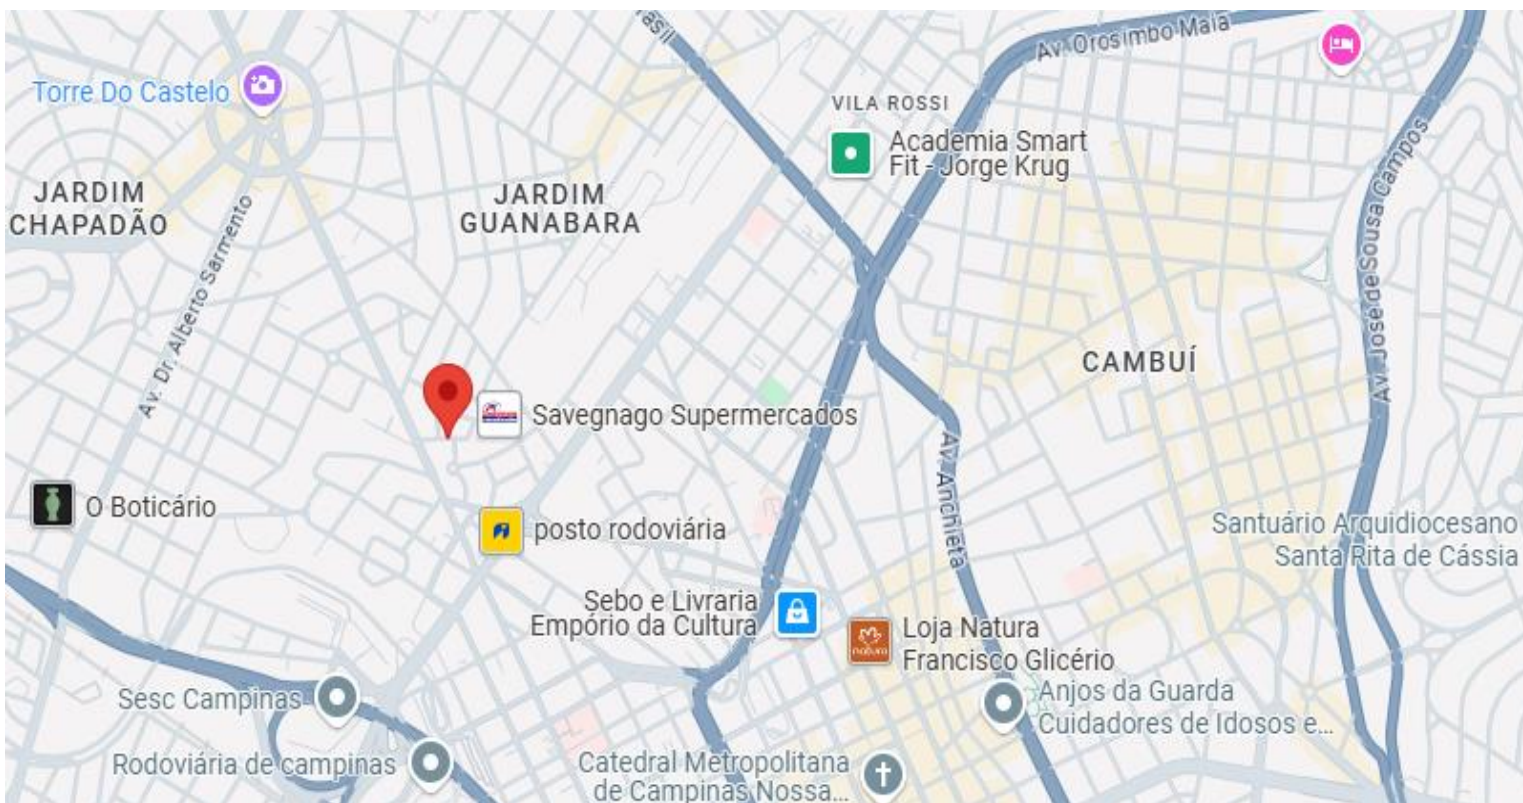 rasil
Av. Orosimbo Maia
Torre Do Castelo
VILA ROSSI
Academia Smart
Fit - Jorge Krug
JARDIM
CHAPADÃO
JARDIM
GUANABARA
Av. Dr. Alberto Sarmento
Av. José de Sousa Campos
CAMBUÍ
Savegnago Supermercados
Av. Anchieta
O Boticário
posto rodoviária
Santuário Arquidiocesano
Santa Rita de Cássia
Sebo e Livraria
Empório da Cultura
natura
Loja Natura
Francisco Glicério
Sesc Campinas
Anjos da Guarda
Cuidadores de Idosos e...
Rodoviária de campinas
Catedral Metropolitana
de Campinas Nossa...